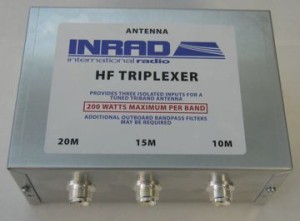 ANTENNA
INRAD
international radio
HF TRIPLEXER
PROVIDES THREE ISOLATED INPUTS FOR A
TUNED TRIBAND ANTENNA
200 WATTS MAXIMUM PER BAND
ADDITIONAL OUTBOARD BANDPASS FILTERS
MAY BE REQUIRED
20M 15M 10M